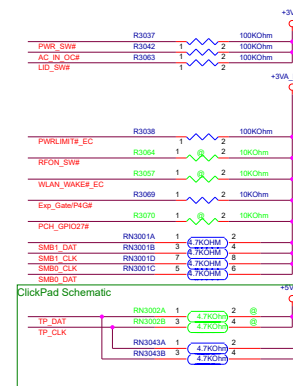 +3V
R3037 100KOhm
PWR_SW# 1 2
R3042 100KOhm
AC_IN_OC# 1 2
R3063 100KOhm
LID_SW# 1 2
+3VA_
R3038 100KOhm
PWRLIMIT#_EC 1 2
R3064 1 @ 2 10KOhm
RFON_SW#
R3057 1 @ 2 10KOhm
WLAN_WAKE#_EC
R3069 1 2 10KOhm
Exp_Gate/P4G#
R3070 1 @ 2 10KOhm
PCH_GPIO27#
RN3001A 1 4.7KOHM 2
SMB1_DAT RN3001B 3 4.7KOHM 4
SMB1_CLK RN3001D 7 4.7KOHM 8
SMB0_CLK RN3001C 5 4.7KOHM 6
SMB0_DAT
+5V
ClickPad Schematic
RN3002A 1 4.7KOhm 2 @
TP_DAT RN3002B 3 4.7KOhm 4 @
TP_CLK
RN3043A 1 4.7KOhm 2
RN3043B 3 4.7KOhm 4